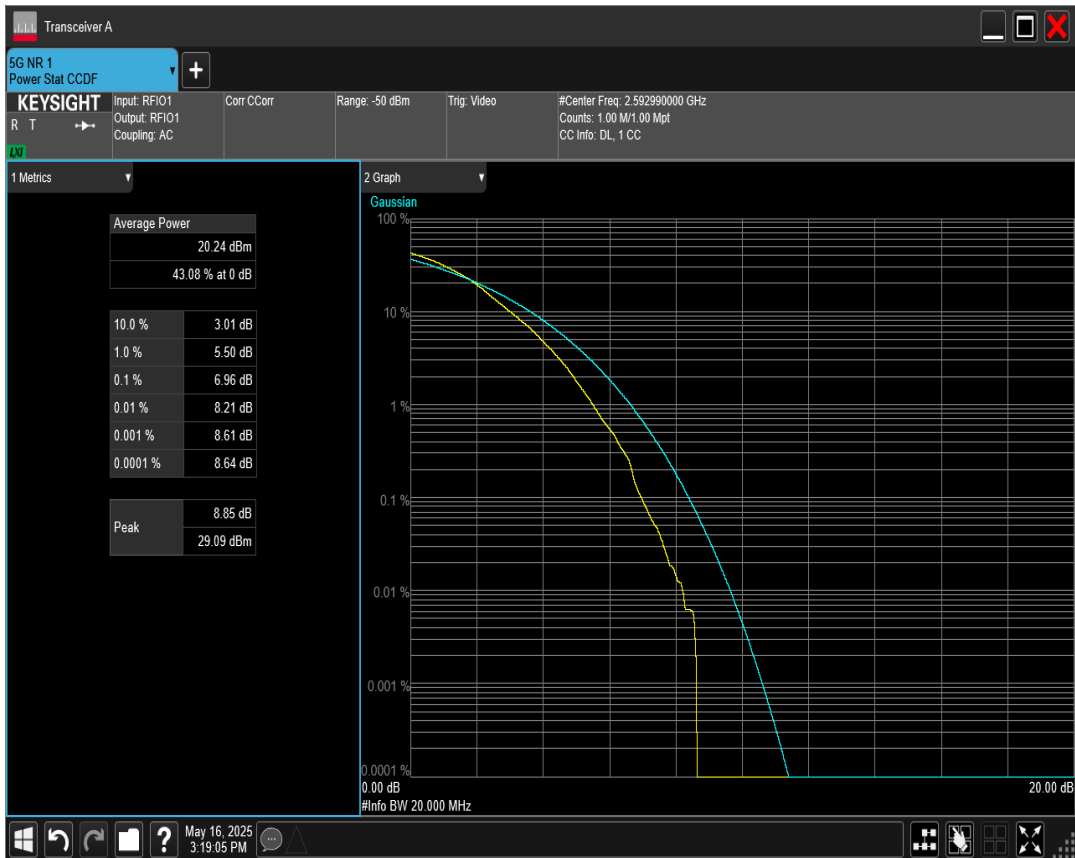 Transceiver A
5G NR 1
Power Stat CCDF
KEYSIGHT
R T
LXI
Input: RFIO1
Output: RFIO1
Coupling: AC
Corr CCorr
Range: -50 dBm
Trig: Video
#Center Freq: 2.592990000 GHz
Counts: 1.00 M/1.00 Mpt
CC Info: DL, 1 CC
1 Metrics
Average Power
20.24 dBm
43.08 % at 0 dB
10.0 % 3.01 dB
1.0 % 5.50 dB
0.1 % 6.96 dB
0.01 % 8.21 dB
0.001 % 8.61 dB
0.0001 % 8.64 dB
Peak 8.85 dB
29.09 dBm
2 Graph
Gaussian
100 %
10 %
1 %
0.1 %
0.01 %
0.001 %
0.0001 %
0.00 dB 20.00 dB
#Info BW 20.000 MHz
May 16, 2025
3:19:05 PM